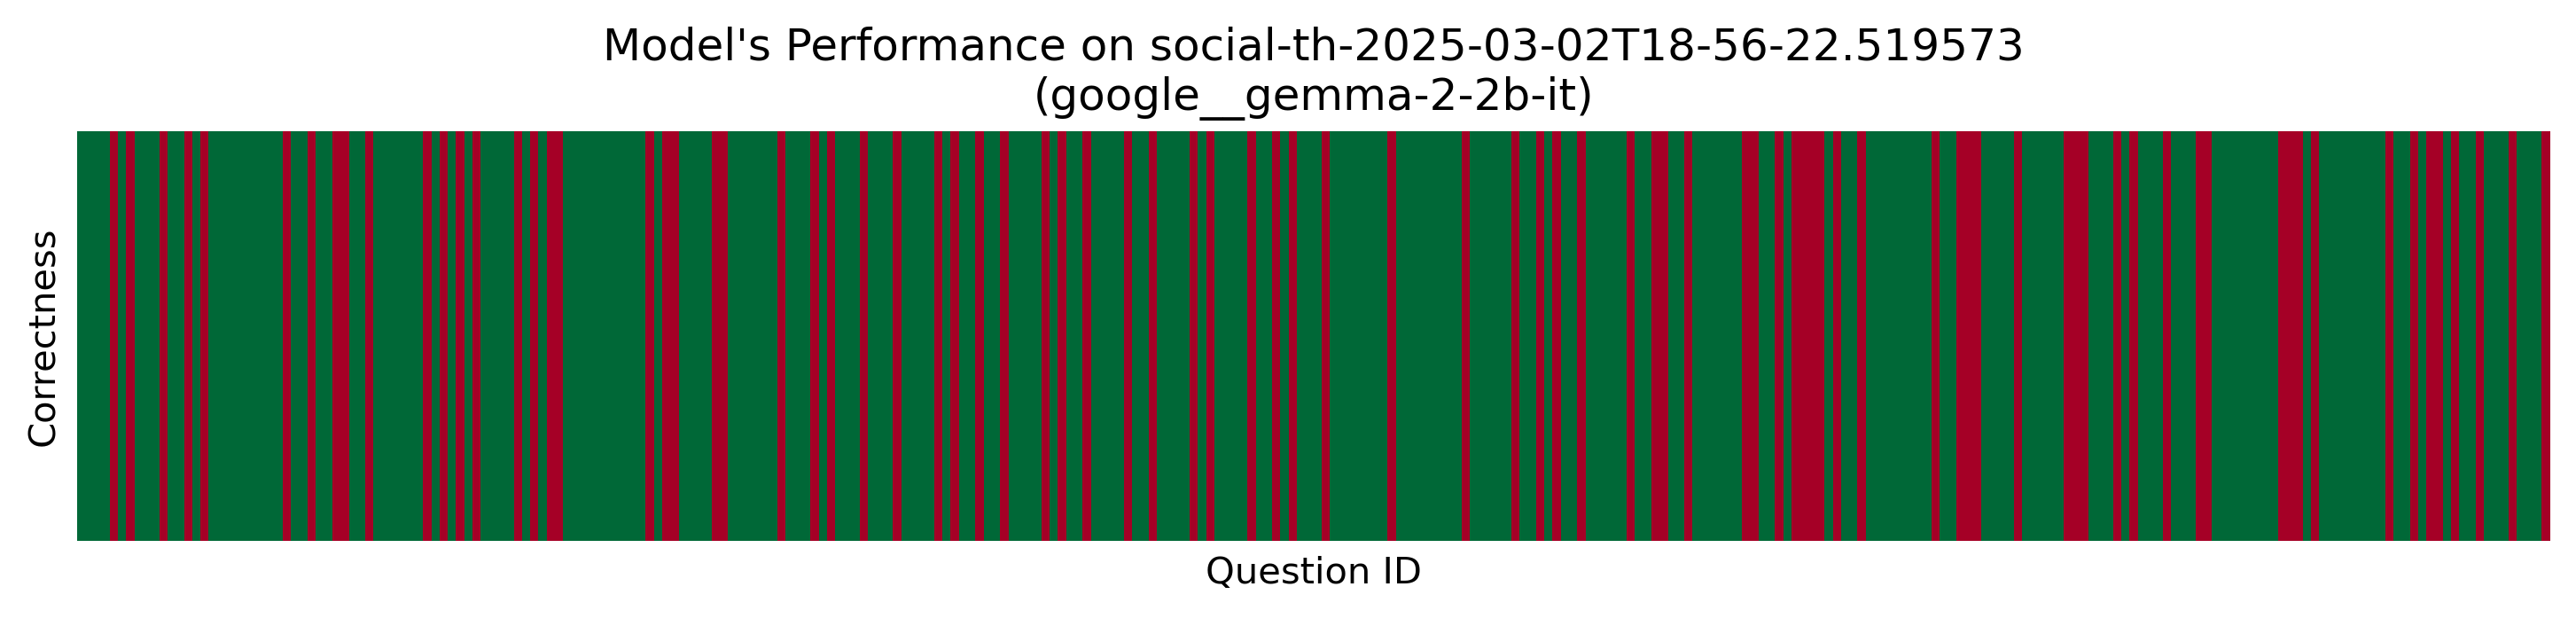 Model's Performance on social-th-2025-03-02T18-56-22.519573
(google__gemma-2-2b-it)
Correctness
Question ID